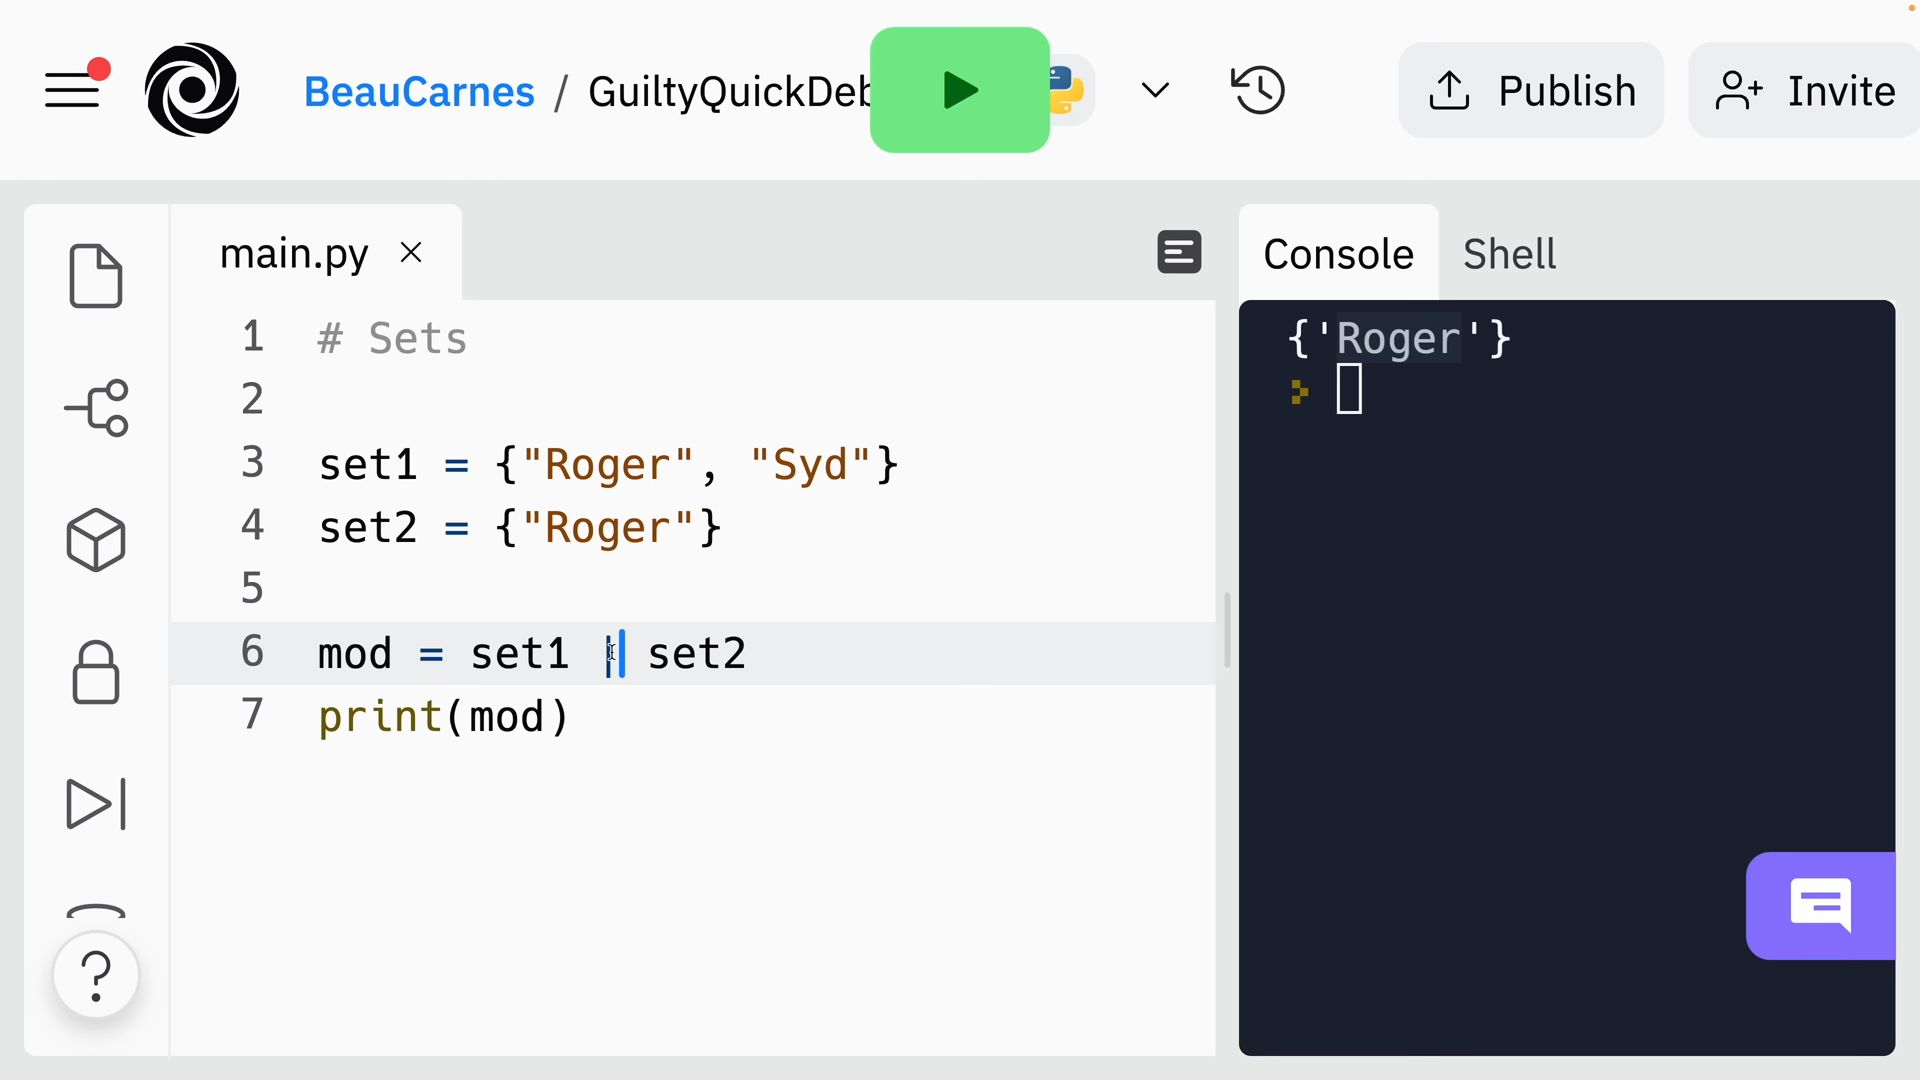 BeauCarnes / GuiltyQuickDeb
Publish
Invite
main.py
Console
Shell
1 # Sets
2
3 set1 = {"Roger", "Syd"}
4 set2 = {"Roger"}
5
6 mod = set1 | set2
7 print(mod)
{'Roger'}